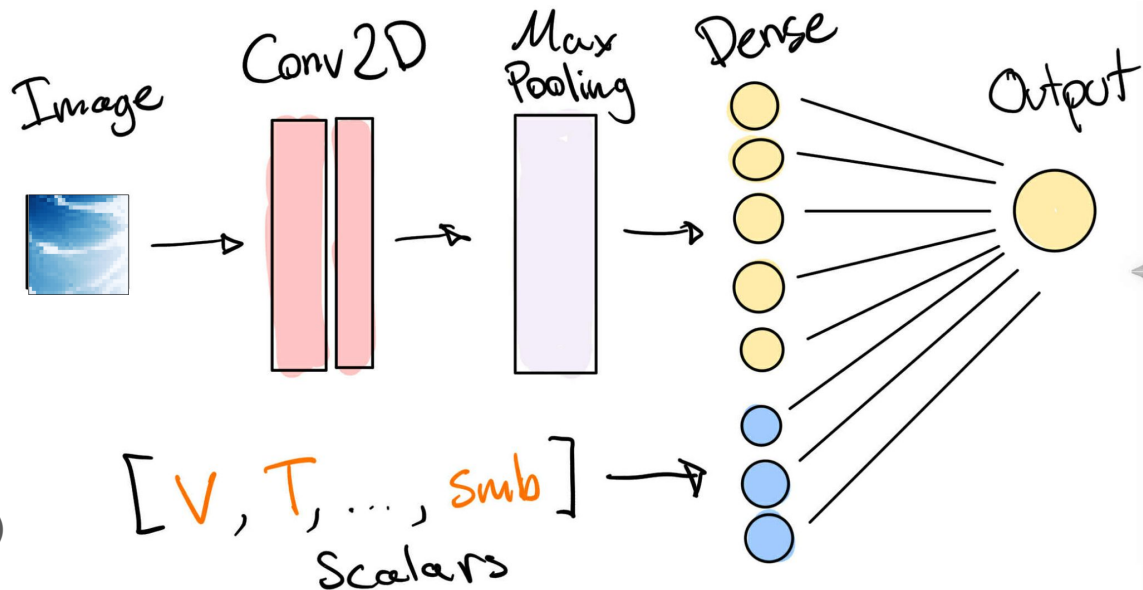 Image
Conv2D
Max
Pooling
Dense
Output
[V, T, ..., smb]
Scalars